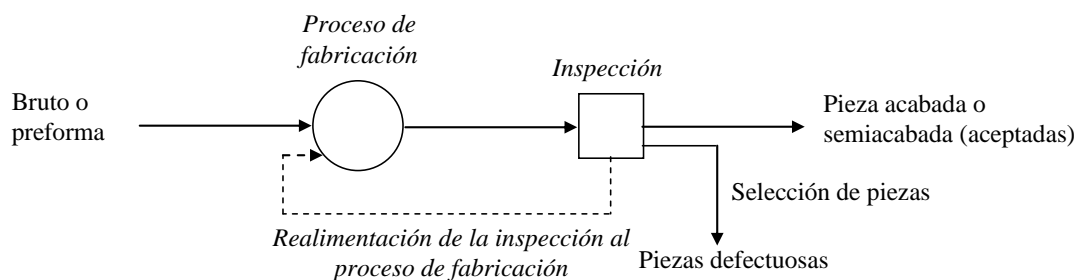 Proceso de
fabricación
Inspección
Bruto o
preforma
Pieza acabada o
semiacabada (aceptadas)
Selección de piezas
Realimentación de la inspección al
proceso de fabricación
Piezas defectuosas